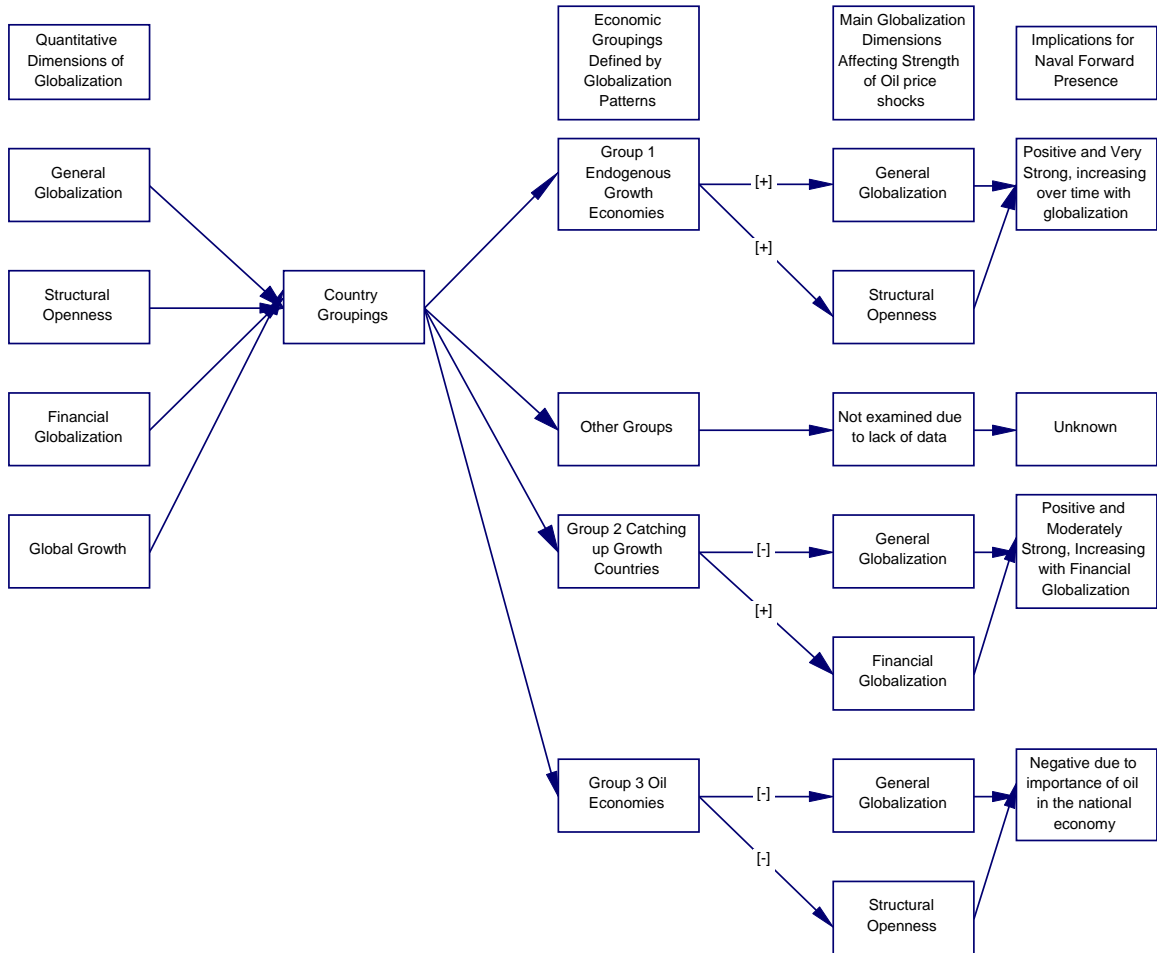 Quantitative
Dimensions of
Globalization
Economic
Groupings
Defined by
Globalization
Patterns
Main Globalization
Dimensions
Affecting Strength
of Oil price
shocks
Implications for
Naval Forward
Presence
General
Globalization
Group 1
Endogenous
Growth
Economies
[+]
General
Globalization
Positive and Very
Strong, increasing
over time with
globalization
[+]
Structural
Openness
Country
Groupings
Structural
Openness
Financial
Globalization
Other Groups
Not examined due
to lack of data
Unknown
Global Growth
Group 2 Catching
up Growth
Countries
[-]
General
Globalization
Positive and
Moderately
Strong, Increasing
with Financial
Globalization
[+]
Financial
Globalization
Group 3 Oil
Economies
[-]
General
Globalization
Negative due to
importance of oil
in the national
economy
[-]
Structural
Openness